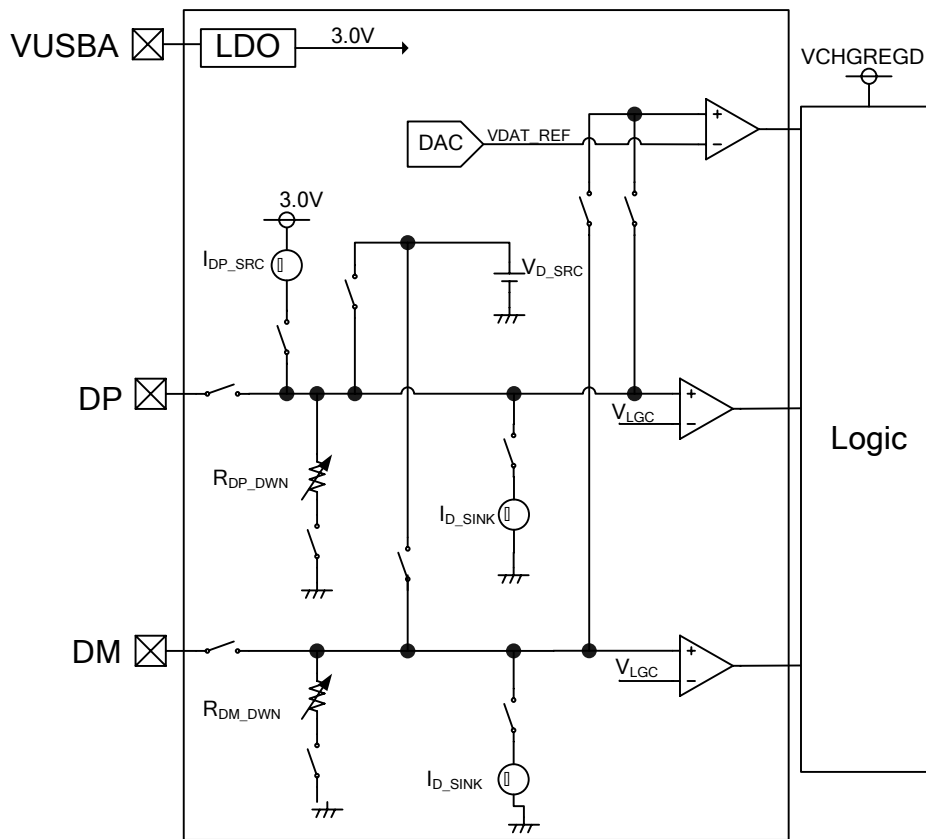 VUSBA
LDO
3.0V
VCHGREGD
DAC
VDAT_REF
+
−
3.0V
IDP_SRC
VD_SRC
DP
+
VLGC
−
Logic
RDP_DWN
ID_SINK
DM
+
VLGC
−
RDM_DWN
ID_SINK